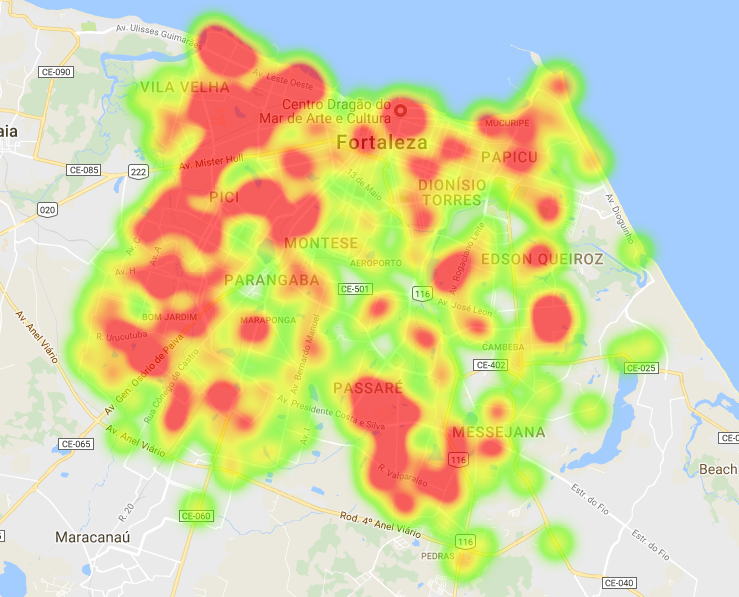 Av. Ulisses Guimarães
CE-090
VILA VELHA
Av. Leste Oeste
Centro Dragão do
Mar de Arte e Cultura
MUCURIPE
aia
Fortaleza
PAPICU
Av. Mister Hull
CE-085
222
13 de Maio
DIONÍSIO
TORRES
PICI
020
Av. Dioguinho
MONTESE
Av. Rogaciano Leite
EDSON QUEIROZ
AEROPORTO
Av. H
PARANGABA
CE-501
116
Av. José Leon
BOM JARDIM
MARAPONGA
R. Urucutuba
Av. Anel Viário
CAMBEBA
CE-402
CE-025
Av. Gen. Osório de Paiva
Rua Cônego de Castro
Av. Bernardo Manuel
PASSARÉ
Av. Presidente Costa e Silva
MESSEJANA
Av. Anel Viário
CE-065
116
R. Valparaíso
Beach
Estr. do Fio
R. 20
CE-060
Rod. 4º Anel Viário
Maracanaú
116
Estr. do Fio
PEDRAS
CE-040